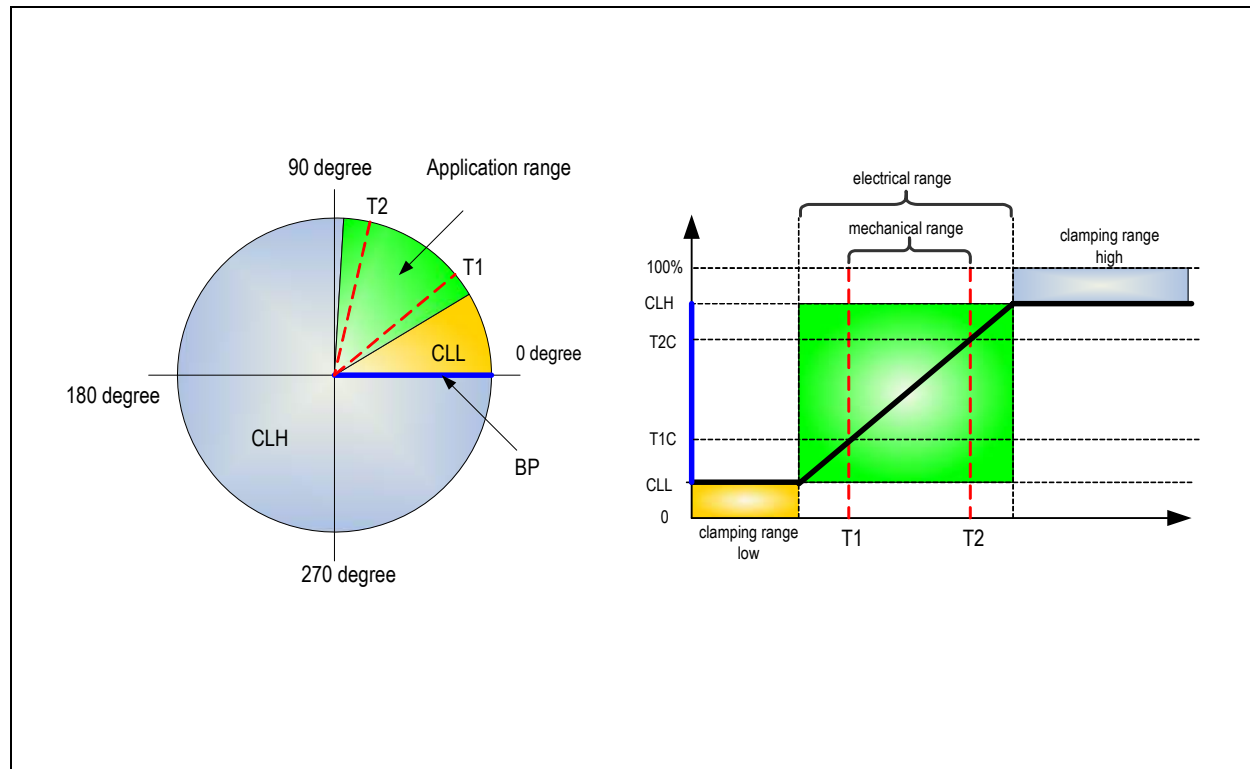 90 degree
Application range
T2
T1
CLL
0 degree
180 degree
CLH
BP
270 degree
electrical range
mechanical range
clamping range
high
100%
CLH
T2C
T1C
CLL
0
clamping range
low
T1
T2